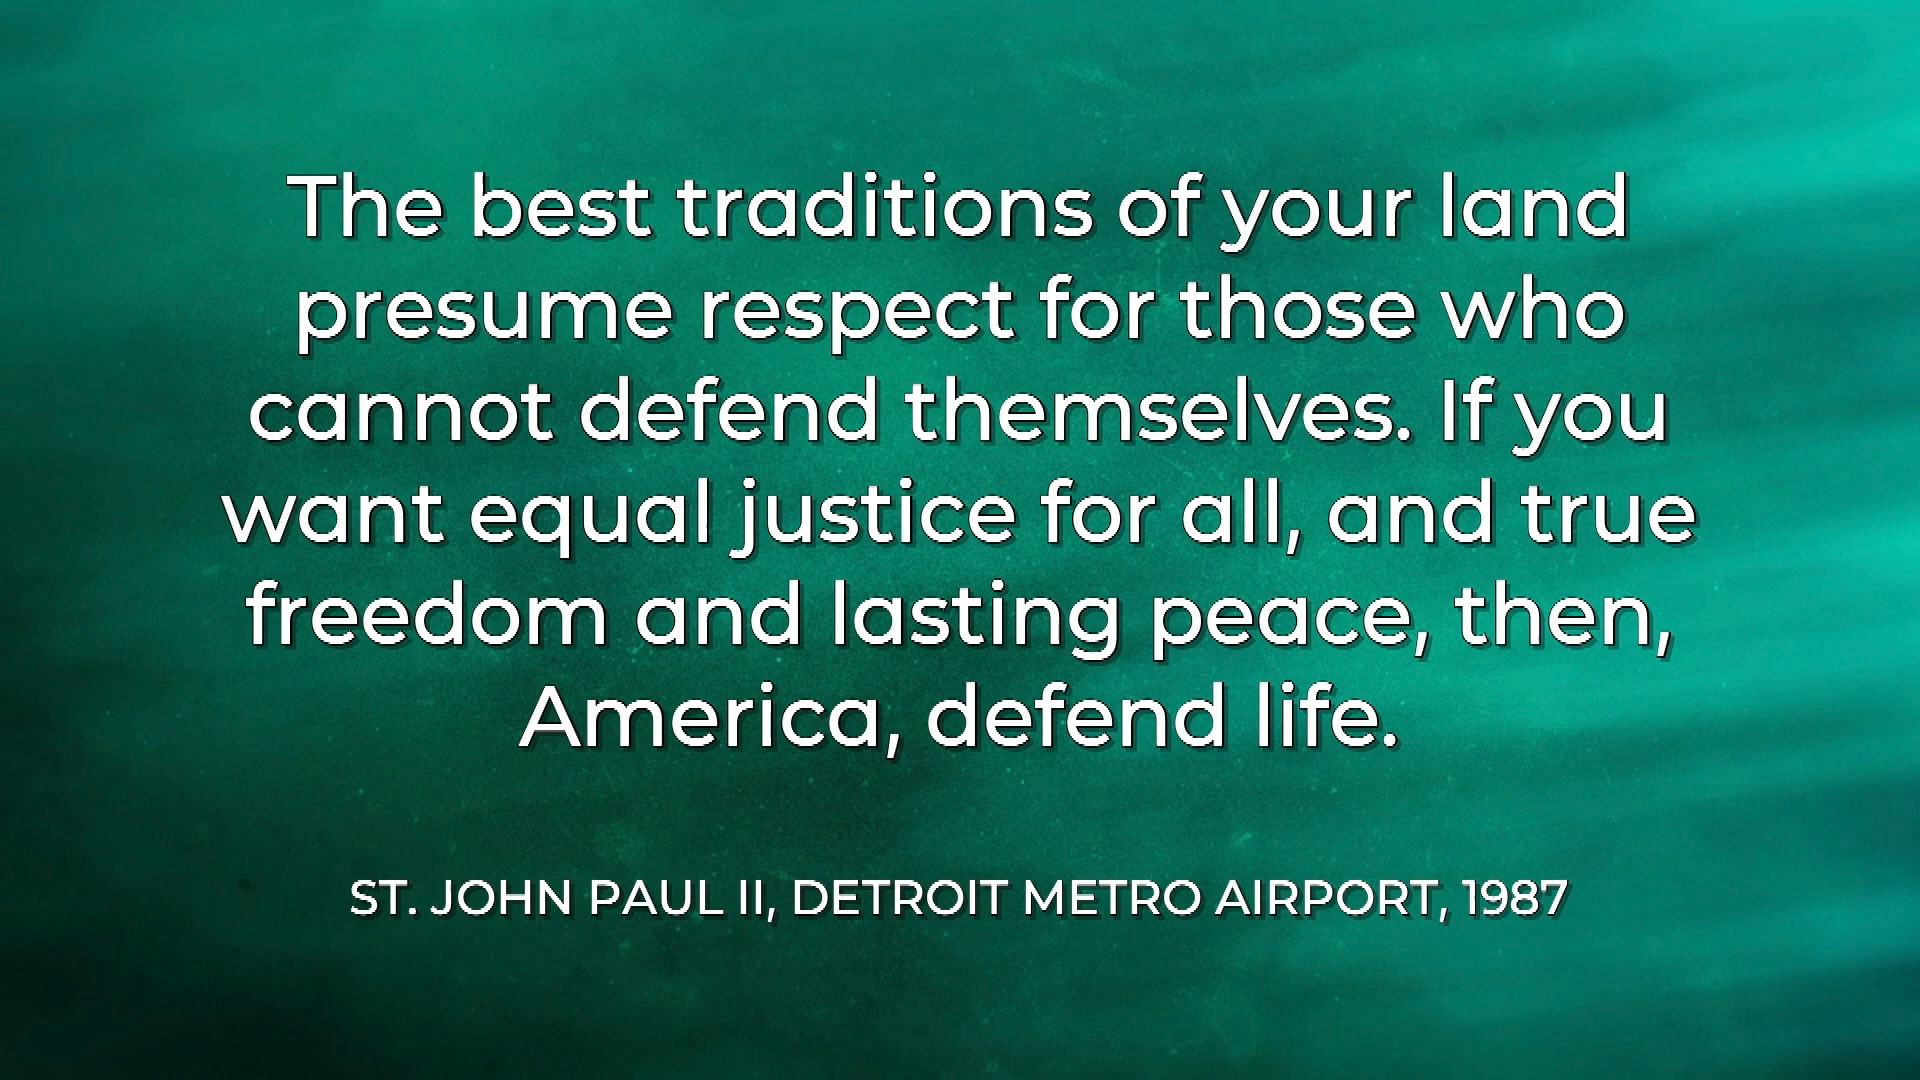 The best traditions of your land
presume respect for those who
cannot defend themselves. If you
want equal justice for all, and true
freedom and lasting peace, then,
America, defend life.
ST. JOHN PAUL II, DETROIT METRO AIRPORT, 1987